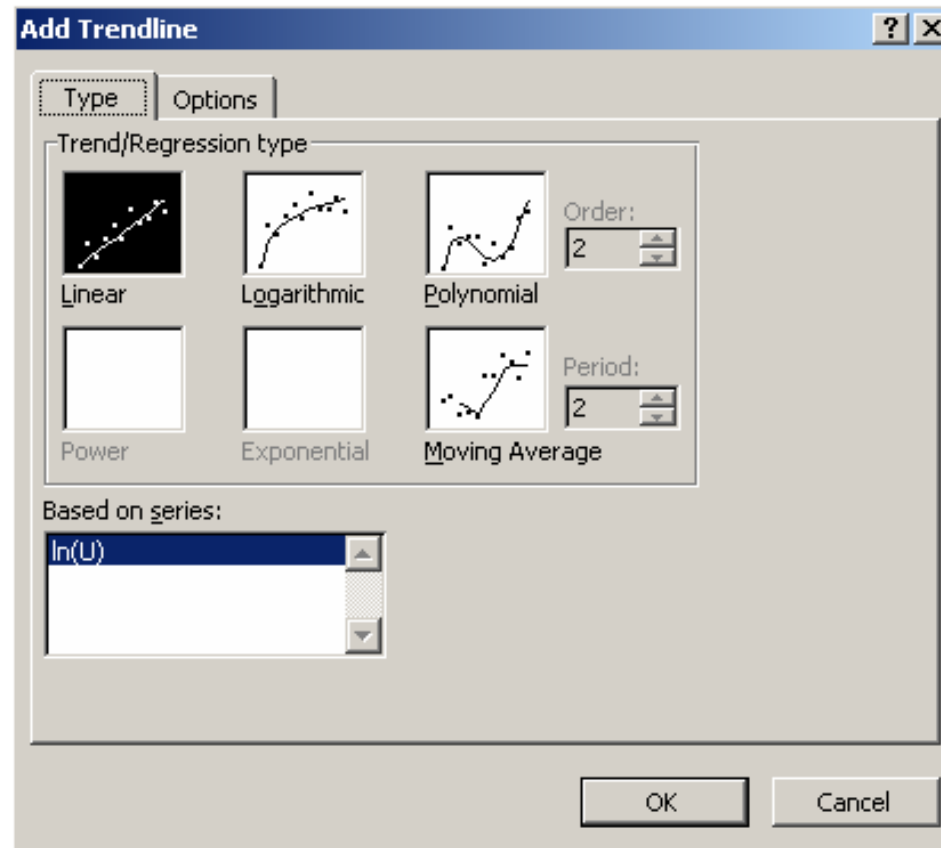 Add Trendline
Type Options
Trend/Regression type
Order:
2
Linear Logarithmic Polynomial
Period:
2
Power Exponential Moving Average
Based on series:
ln(U)
OK Cancel